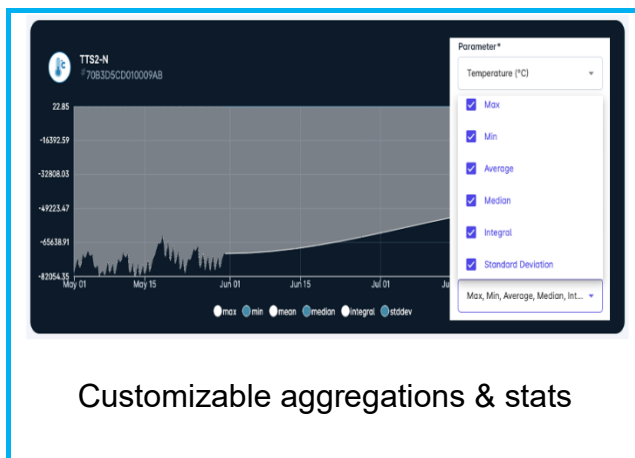 TTS2-N
#70B3D5CD010009AB
22.85
-16392.59
-32808.03
-49223.47
-65638.91
-82054.35
May 01 May 15 Jun 01 Jun 15 Jul 01 Ju
max min mean median integral stddev
Parameter*
Temperature (°C)
Max
Min
Average
Median
Integral
Standard Deviation
Max, Min, Average, Median, Int...
Customizable aggregations & stats